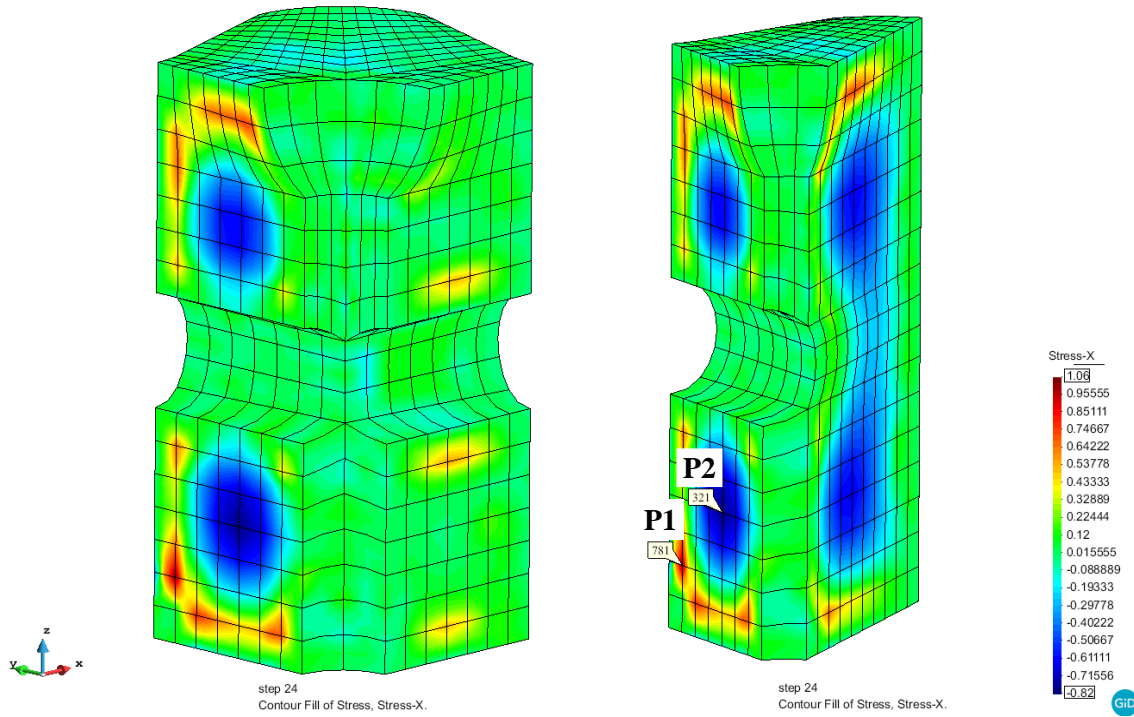 P2
321
P1
781
z
y
x
step 24
Contour Fill of Stress, Stress-X.
step 24
Contour Fill of Stress, Stress-X.
Stress-X
1.06
0.95555
0.85111
0.74667
0.64222
0.53778
0.43333
0.32889
0.22444
0.12
0.015555
-0.088889
-0.19333
-0.29778
-0.40222
-0.50667
-0.61111
-0.71556
-0.82
GiD